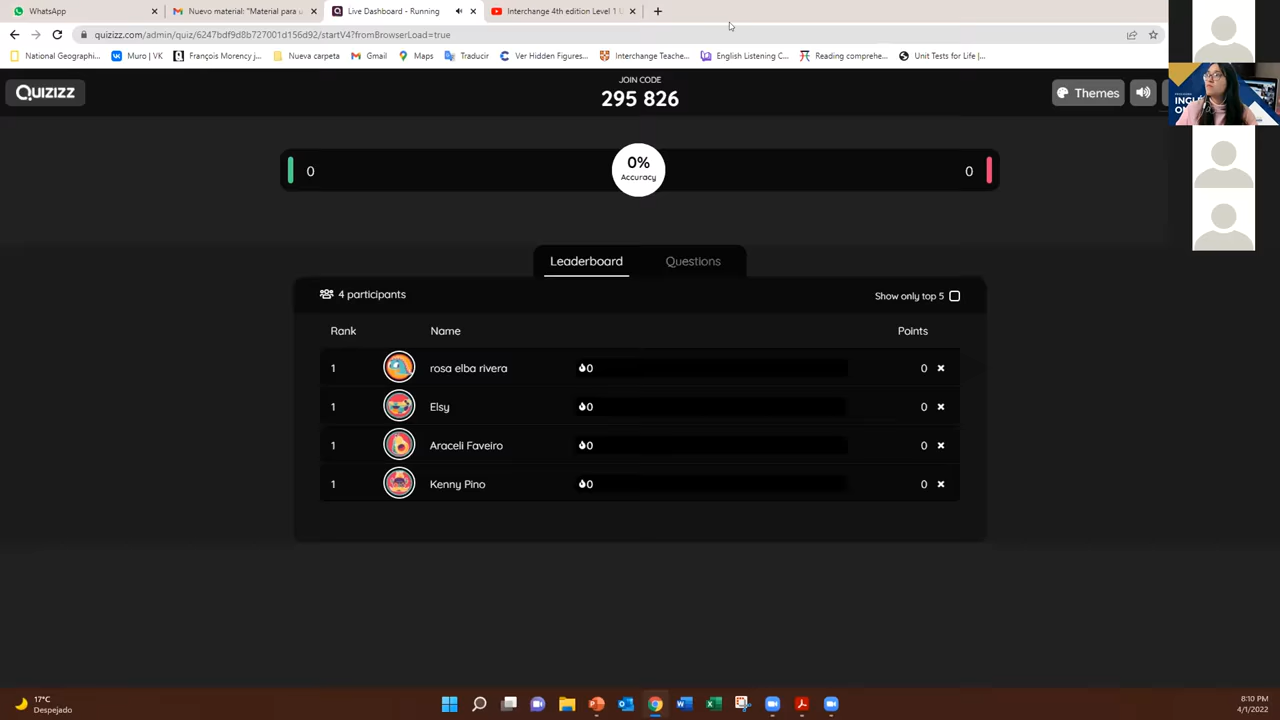 WhatsApp
Nuevo material: "Material para u
Live Dashboard - Running
Interchange 4th edition Level 1 U
quizizz.com/admin/quiz/6247bdf9d8b727001d156d92/startV4?fromBrowserLoad=true
National Geographi...
Muro | VK
François Morency j...
Nueva carpeta
Gmail
Maps
Traducir
Ver Hidden Figures...
Interchange Teache...
English Listening C...
Reading comprehe...
Unit Tests for Life |...
Quizizz
JOIN CODE
295 826
Themes
INGLÉ
0
0%
Accuracy
0
Leaderboard
Questions
4 participants
Show only top 5
Rank
Name
Points
1 rosa elba rivera 0 0
1 Elsy 0 0
1 Araceli Faveiro 0 0
1 Kenny Pino 0 0
17°C
Despejado
8:10 PM
4/1/2022